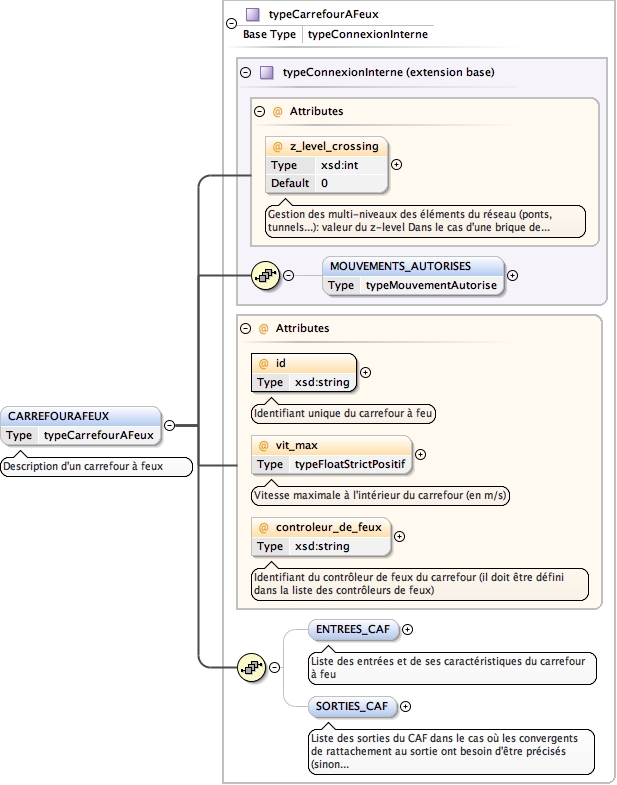 typeCarrefourAFeux
Base Type typeConnexionInterne
typeConnexionInterne (extension base)
@ Attributes
@ z_level_crossing
Type xsd:int
Default 0
Gestion des multi-niveaux des éléments du réseau (ponts,
tunnels...): valeur du z-level Dans le cas d'une brique de...
MOUVEMENTS_AUTORISES
Type typeMouvementAutorise
@ Attributes
@ id
Type xsd:string
Identifiant unique du carrefour à feu
CARREFOURAFEUX
Type typeCarrefourAFeux
Description d'un carrefour à feux
@ vit_max
Type typeFloatStrictPositif
Vitesse maximale à l'intérieur du carrefour (en m/s)
@ controleur_de_feux
Type xsd:string
Identifiant du contrôleur de feux du carrefour (il doit être défini
dans la liste des contrôleurs de feux)
ENTREES_CAF
Liste des entrées et de ses caractéristiques du carrefour
à feu
SORTIES_CAF
Liste des sorties du CAF dans le cas où les convergents
de rattachement au sortie ont besoin d'être précisés
(sinon...